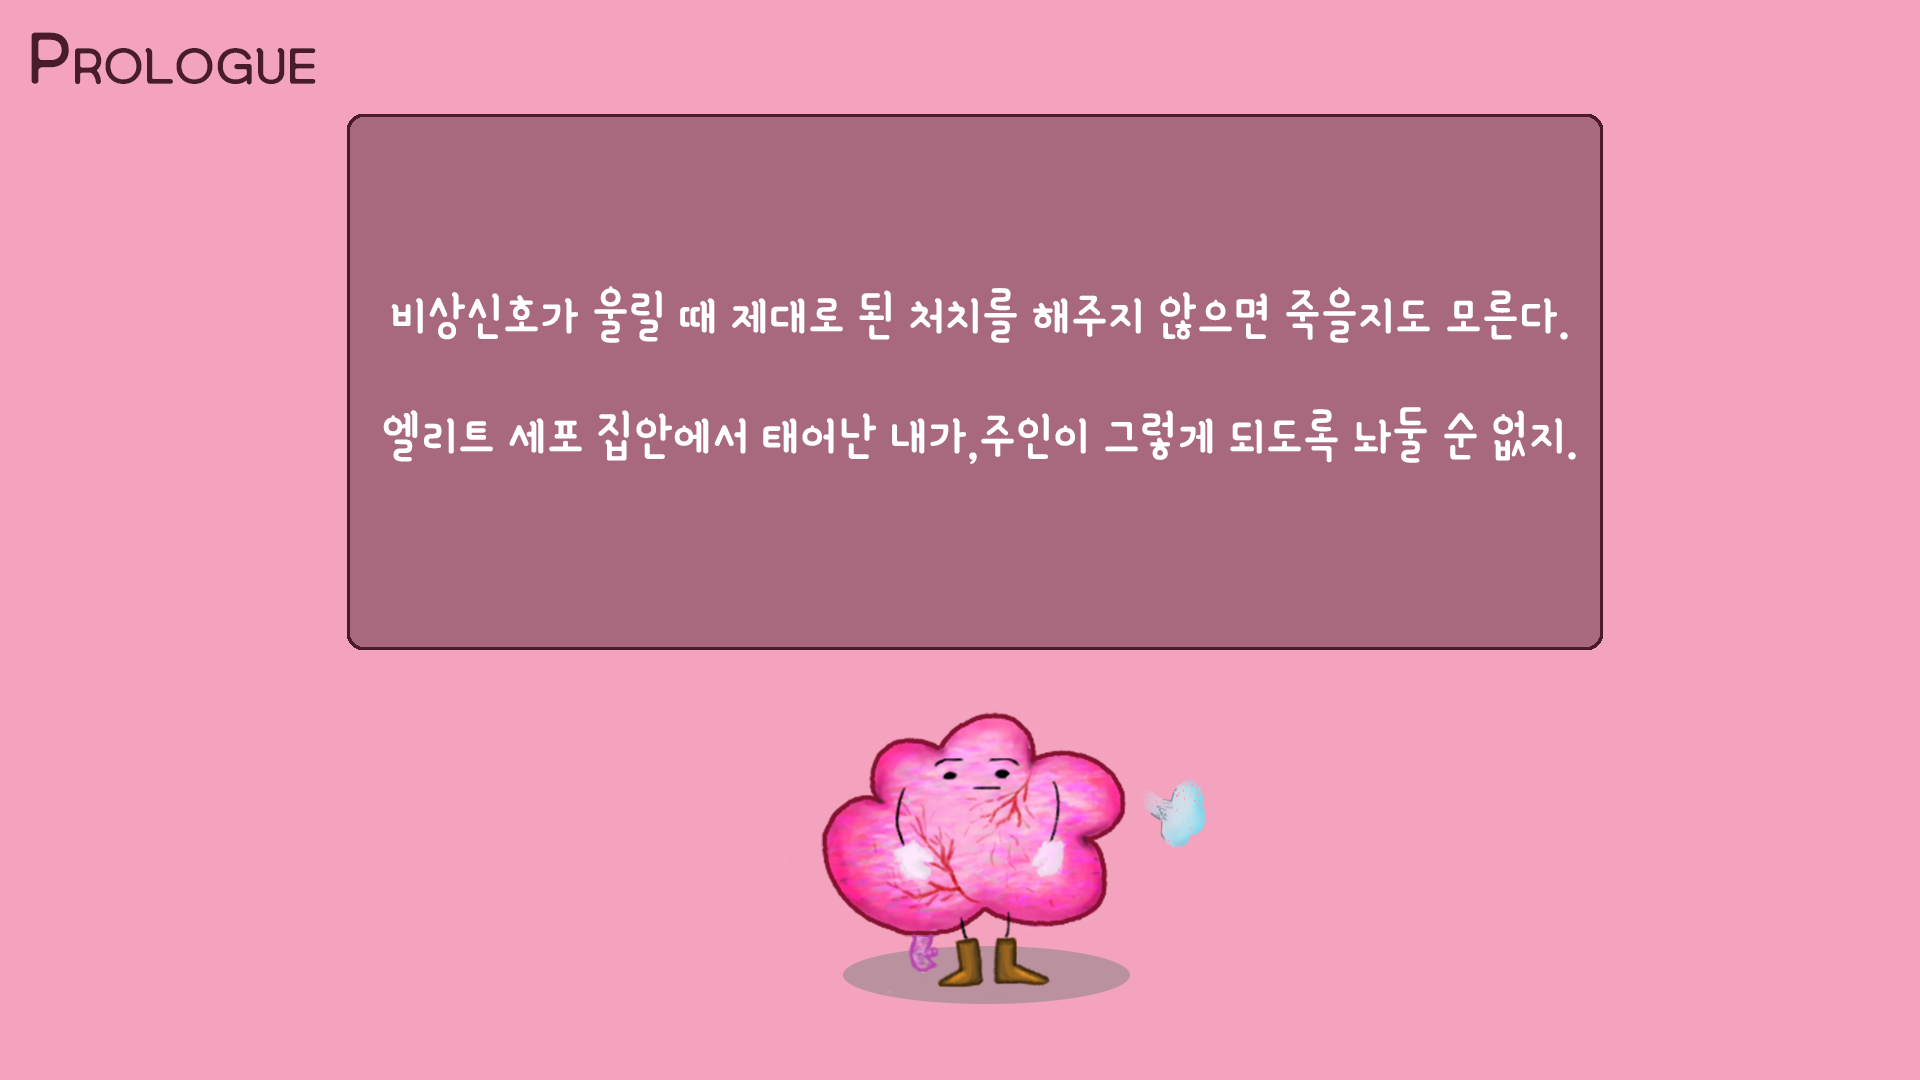 PROLOGUE
비상신호가 울릴 때 제대로 된 처치를 해주지 않으면 죽을지도 모른다.
엘리트 세포 집안에서 태어난 내가,주인이 그렇게 되도록 놔둘 순 없지.